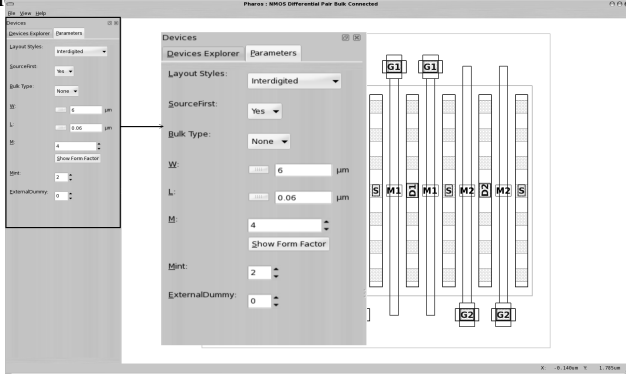 Pharos : NMOS Differential Pair Bulk Connected
File View Help
Devices
Devices Explorer Parameters
Layout Styles:
Interdigited
SourceFirst:
Yes
Bulk Type:
None
W:
6 µm
L:
0.06 µm
M:
4
Show Form Factor
Mint:
2
ExternalDummy:
0
Devices
Devices Explorer Parameters
Layout Styles:
Interdigited
SourceFirst:
Yes
Bulk Type:
None
W:
6 µm
L:
0.06 µm
M:
4
Show Form Factor
Mint:
2
ExternalDummy:
0
G1 G1
S M1 D1 M1 S M2 D2 M2 S
G2 G2
X: -0.140um Y 1.785um